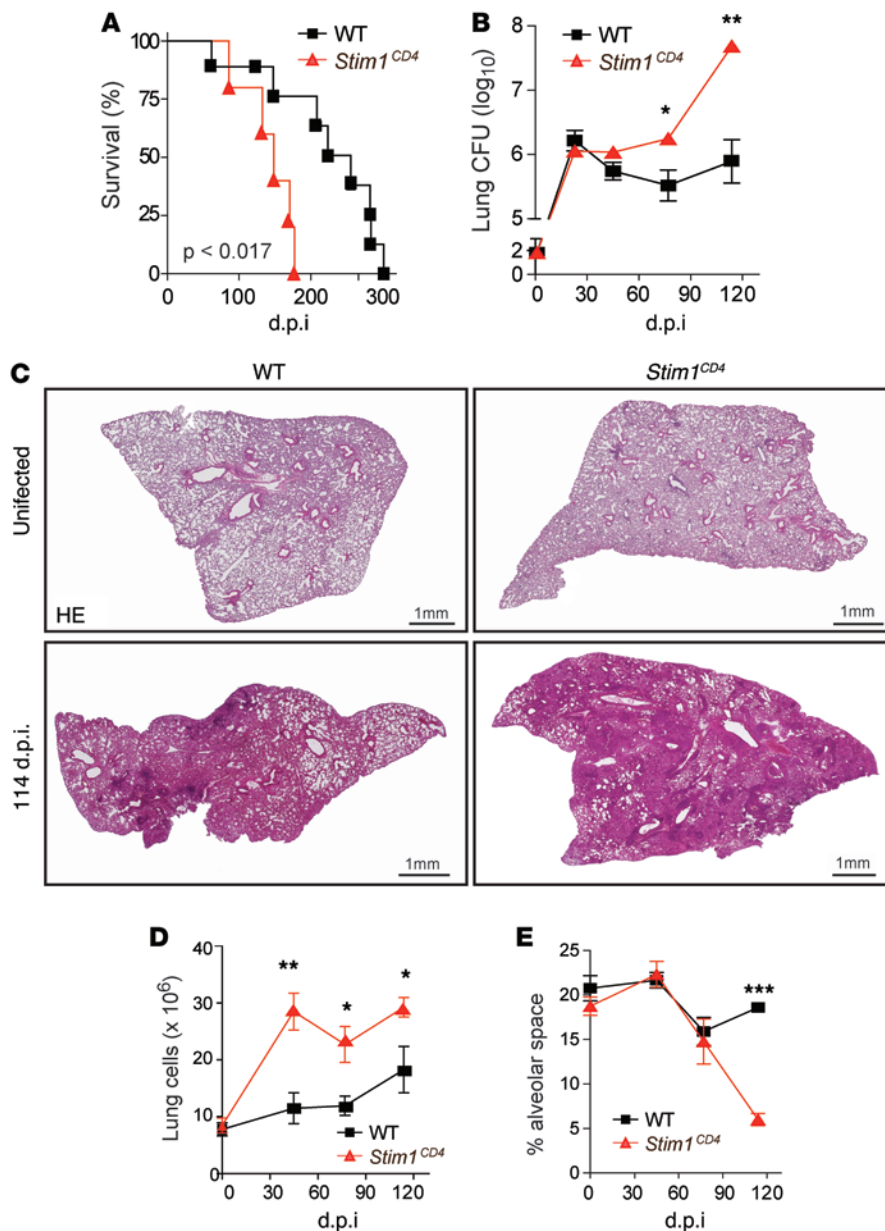 A
WT
Stim1CD4
Survival (%)
100
75
50
25
0
p < 0.017
0 100 200 300
d.p.i
B
WT
Stim1CD4
**
*
Lung CFU (log10)
8
7
6
5
2
0
0 30 60 90 120
d.p.i
C
WT Stim1CD4
Unifected
HE
1mm
1mm
114 d.p.i.
1mm
1mm
D
Lung cells (x 10⁶)
40
30
20
10
0
** * *
WT
Stim1CD4
0 30 60 90 120
d.p.i
E
% alveolar space
25
20
15
10
5
0
***
WT
Stim1CD4
0 30 60 90 120
d.p.i